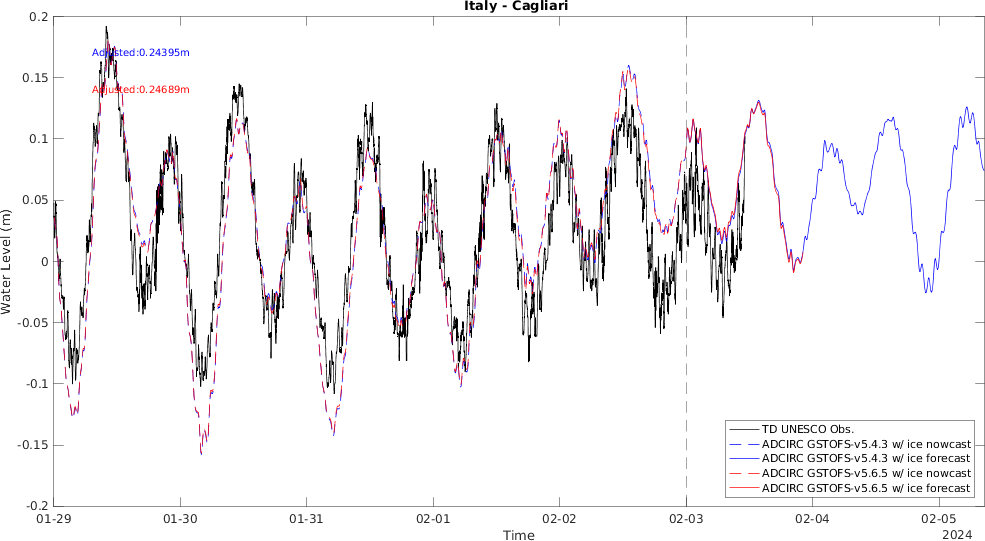 Italy - Cagliari
0.2
0.15
0.1
0.05
0
-0.05
-0.1
-0.15
-0.2
Water Level (m)
Adjusted:0.24395m
Adjusted:0.24689m
TD UNESCO Obs.
ADCIRC GSTOFS-v5.4.3 w/ ice nowcast
ADCIRC GSTOFS-v5.4.3 w/ ice forecast
ADCIRC GSTOFS-v5.6.5 w/ ice nowcast
ADCIRC GSTOFS-v5.6.5 w/ ice forecast
01-29 01-30 01-31 02-01 02-02 02-03 02-04 02-05
Time
2024